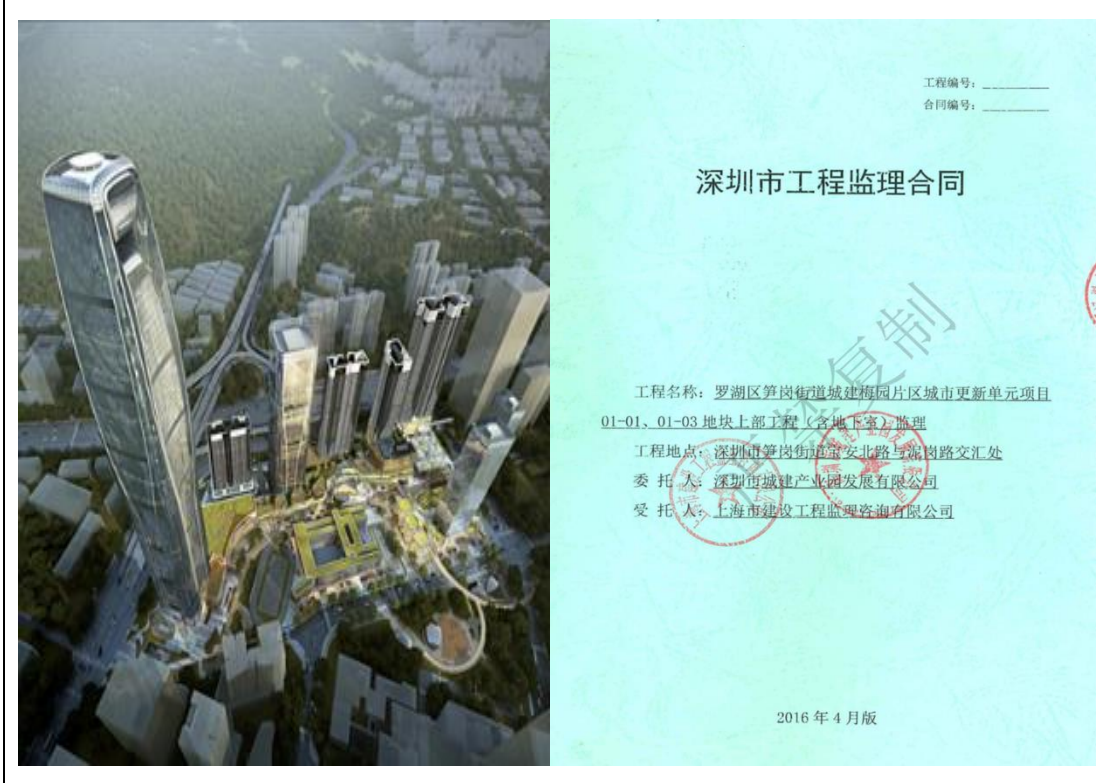 工程编号：__________
合同编号：__________
深圳市工程监理合同
工程名称：罗湖区笋岗街道城建梅园片区城市更新单元项目
01-01、01-03 地块上部工程（含地下室）监理
工程地点：深圳市笋岗街道宝安北路与泥岗路交汇处
委 托 人：深圳市城建产业园发展有限公司
受 托 人：上海市建设工程监理咨询有限公司
复制
2016 年 4 月版